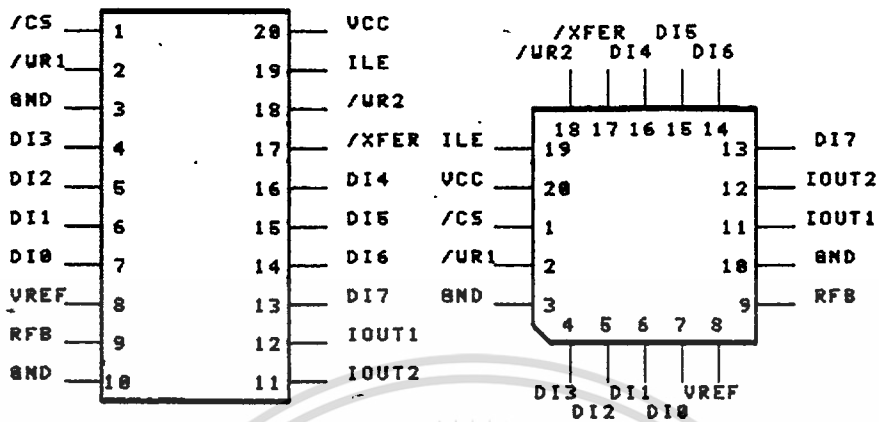 /CS 1 20 VCC
/WR1 2 19 ILE
GND 3 18 /WR2
DI3 4 17 /XFER
DI2 5 16 DI4
DI1 6 15 DI5
DI0 7 14 DI6
VREF 8 13 DI7
RFB 9 12 IOUT1
GND 10 11 IOUT2
/XFER DI5
/WR2 DI4 DI6
18 17 16 15 14
ILE 19 13 DI7
VCC 20 12 IOUT2
/CS 1 11 IOUT1
/WR1 2 10 GND
GND 3 9 RFB
4 5 6 7 8
DI3 DI1 VREF
DI2 DI0